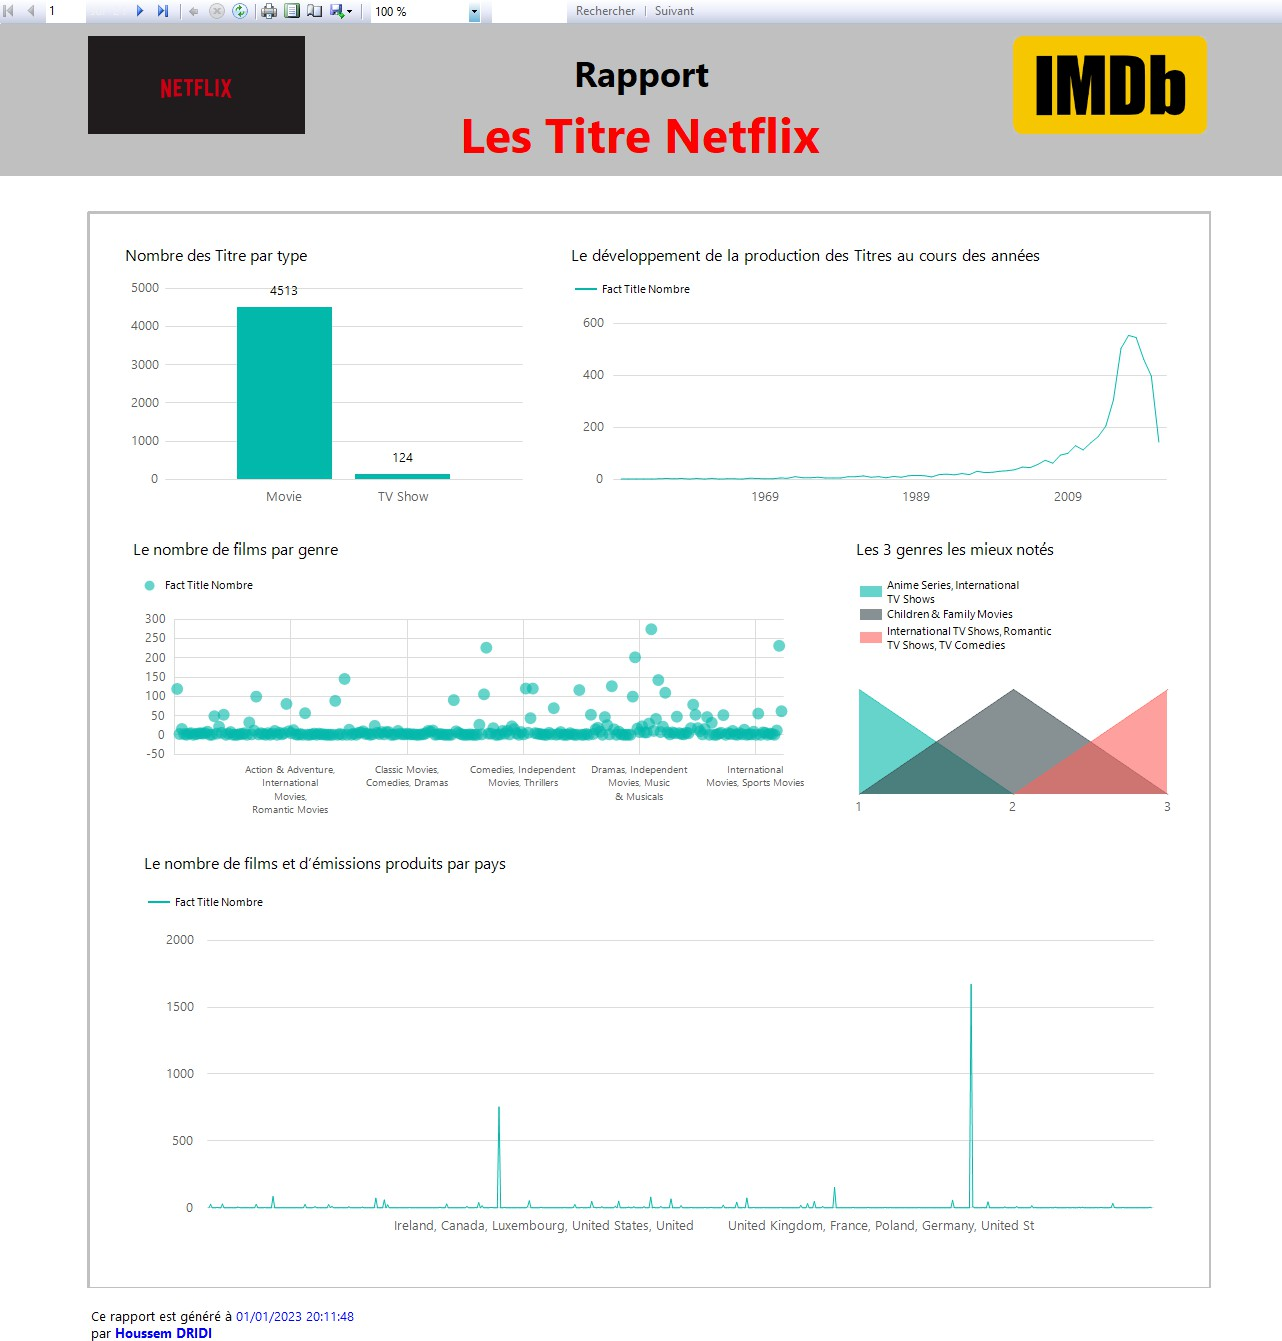 1
100 %
Rechercher | Suivant
NETFLIX
Rapport
Les Titre Netflix
IMDb
Nombre des Titre par type
5000
4000
3000
2000
1000
0
4513
124
Movie
TV Show
Le développement de la production des Titres au cours des années
Fact Title Nombre
600
400
200
0
1969
1989
2009
Le nombre de films par genre
Fact Title Nombre
300
250
200
150
100
50
0
-50
Action & Adventure,
International
Movies,
Romantic Movies
Classic Movies,
Comedies, Dramas
Comedies, Independent
Movies, Thrillers
Dramas, Independent
Movies, Music
& Musicals
International
Movies, Sports Movies
Les 3 genres les mieux notés
Anime Series, International
TV Shows
Children & Family Movies
International TV Shows, Romantic
TV Shows, TV Comedies
1
2
3
Le nombre de films et d’émissions produits par pays
Fact Title Nombre
2000
1500
1000
500
0
Ireland, Canada, Luxembourg, United States, United
United Kingdom, France, Poland, Germany, United St
Ce rapport est généré à 01/01/2023 20:11:48
par Houssem DRIDI